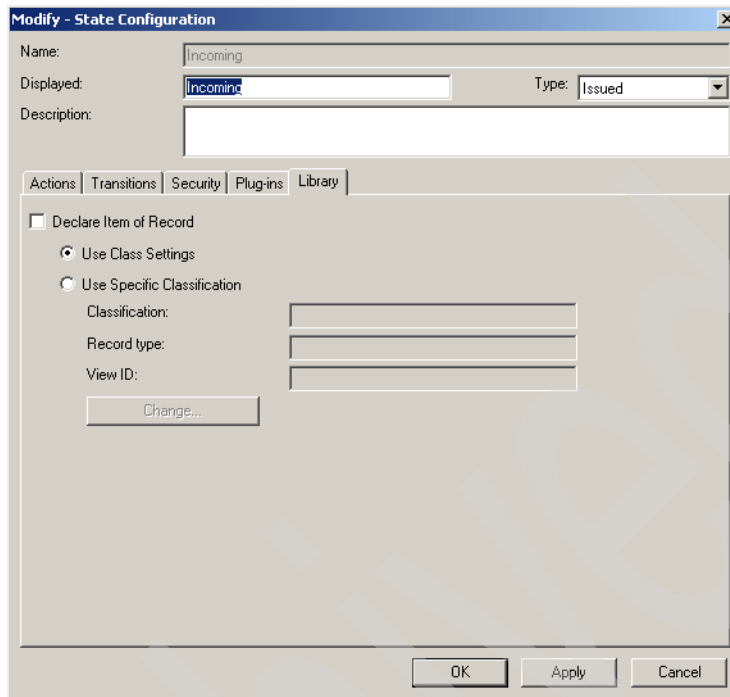 Modify - State Configuration
Name: Incoming
Displayed: Incoming Type: Issued
Description:
Actions Transitions Security Plug-ins Library
Declare Item of Record
Use Class Settings
Use Specific Classification
Classification:
Record type:
View ID:
Change...
OK Apply Cancel